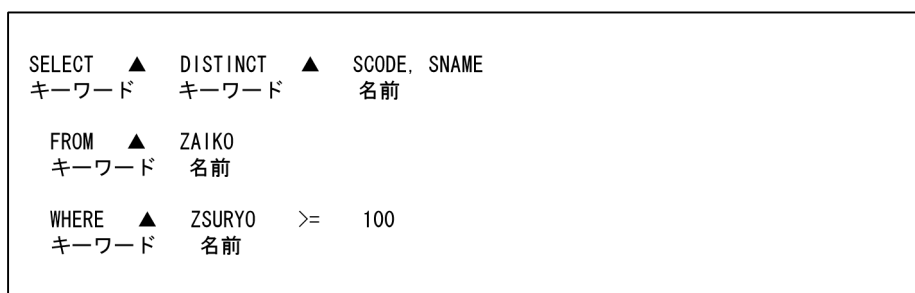 SELECT ▲ DISTINCT ▲ SCODE, SNAME
キーワード キーワード 名前
FROM ▲ ZAIKO
キーワード 名前
WHERE ▲ ZSURYO >= 100
キーワード 名前